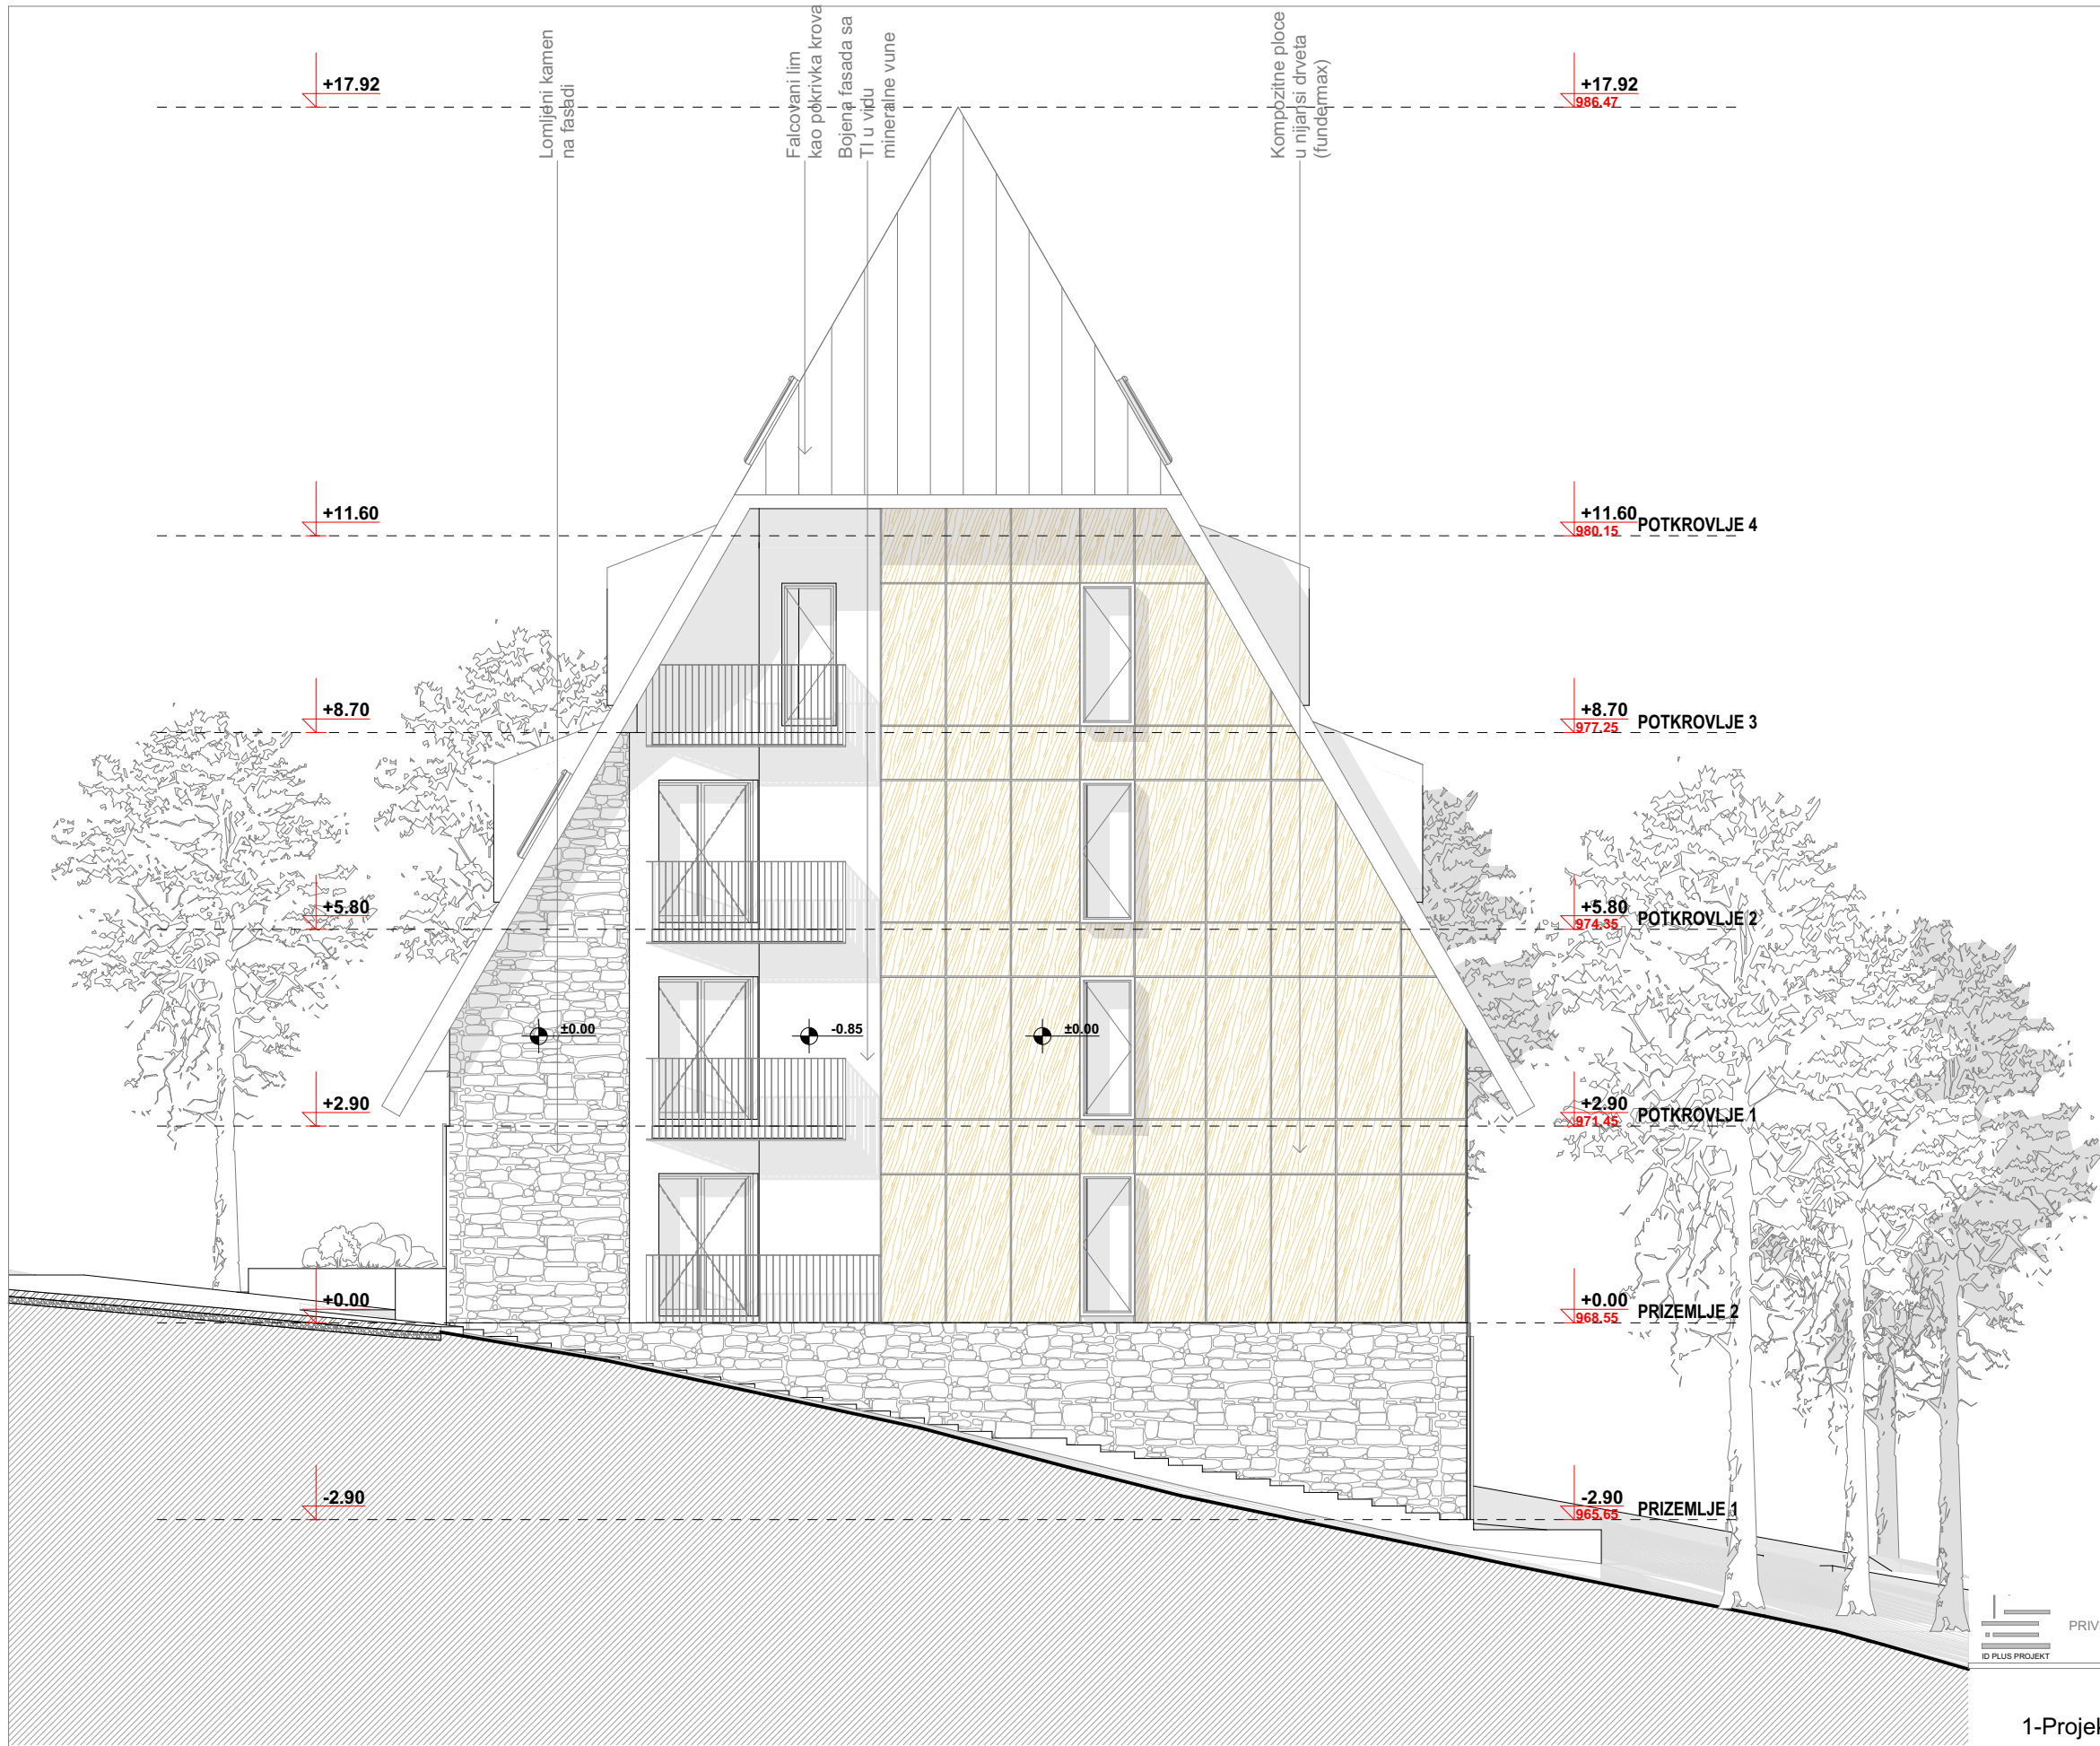 Lomljeni kamen
na fasadi
Falcovani lim
kao pokrivka krova
Bojena fasada sa
TI u vidu
mineralne vune
Kompozitne ploce
u nijansi drveta
(fundermax)
+17.92
+17.92
986.47
+11.60
+11.60
980.15
POTKROVLJE 4
+8.70
+8.70
977.25
POTKROVLJE 3
+5.80
+5.80
974.35
POTKROVLJE 2
±0.00
-0.85
±0.00
+2.90
+2.90
971.45
POTKROVLJE 1
+0.00
+0.00
968.55
PRIZEMLJE 2
-2.90
-2.90
965.65
PRIZEMLJE 1
PRIV
ID PLUS PROJEKT
1-Projek